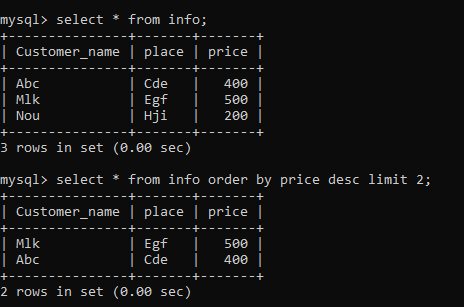 mysql> select * from info;
+---------------+-------+-------+
| Customer_name | place | price |
+---------------+-------+-------+
| Abc           | Cde   |   400 |
| Mlk           | Egf   |   500 |
| Nou           | Hji   |   200 |
+---------------+-------+-------+
3 rows in set (0.00 sec)
mysql> select * from info order by price desc limit 2;
+---------------+-------+-------+
| Customer_name | place | price |
+---------------+-------+-------+
| Mlk           | Egf   |   500 |
| Abc           | Cde   |   400 |
+---------------+-------+-------+
2 rows in set (0.00 sec)